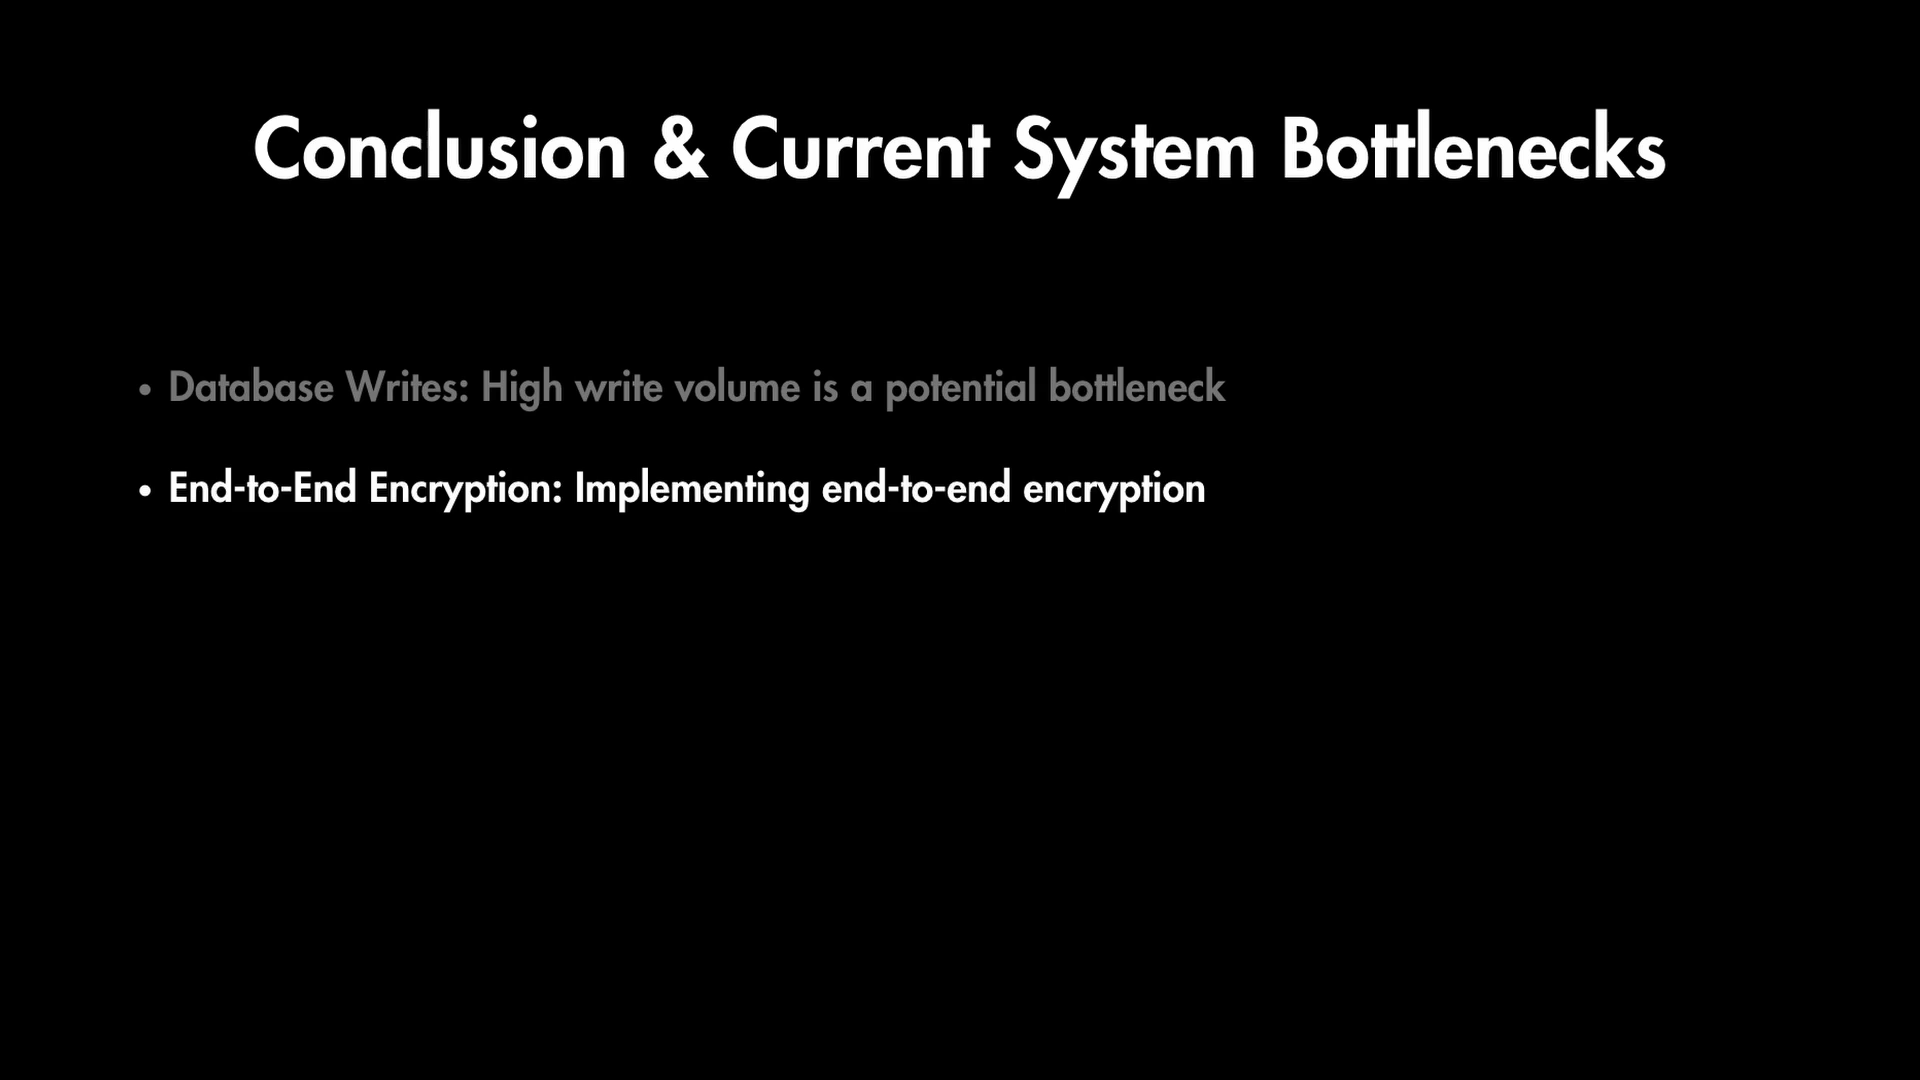 Conclusion & Current System Bottlenecks
• Database Writes: High write volume is a potential bottleneck
• End-to-End Encryption: Implementing end-to-end encryption